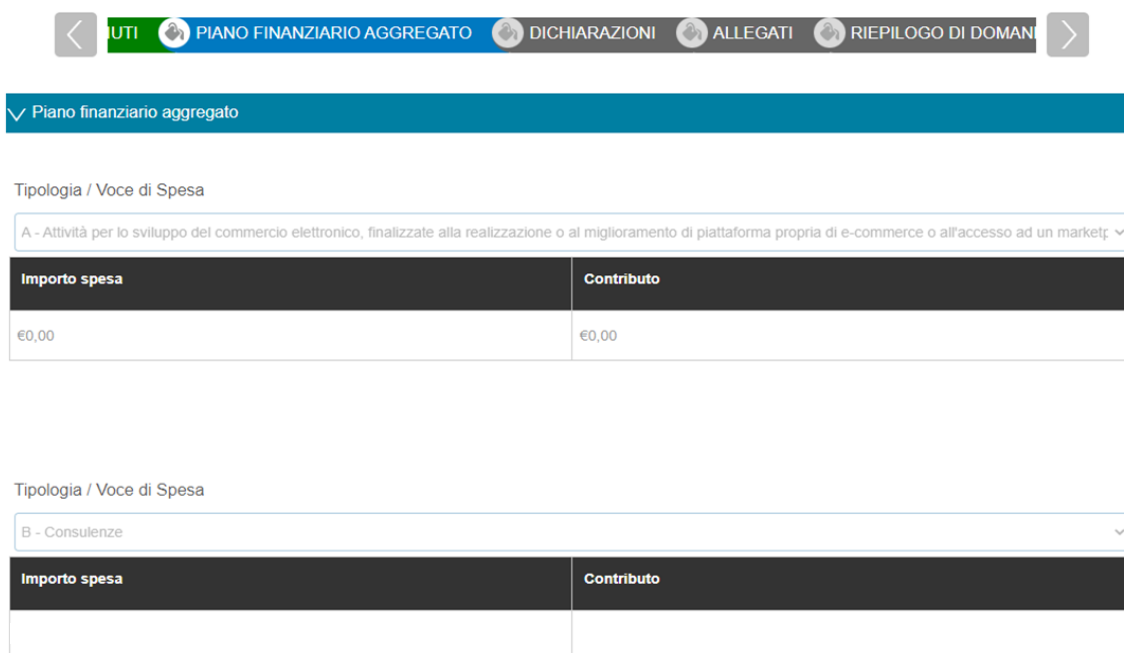 IUTI PIANO FINANZIARIO AGGREGATO DICHIARAZIONI ALLEGATI RIEPILOGO DI DOMAN
Piano finanziario aggregato
Tipologia / Voce di Spesa
A - Attività per lo sviluppo del commercio elettronico, finalizzate alla realizzazione o al miglioramento di piattaforma propria di e-commerce o all'accesso ad un marketp
Importo spesa Contributo
€0,00 €0,00
Tipologia / Voce di Spesa
B - Consulenze
Importo spesa Contributo